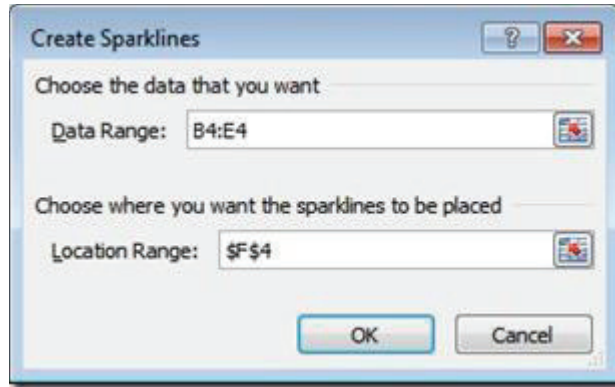 Create Sparklines
Choose the data that you want
Data Range: B4:E4
Choose where you want the sparklines to be placed
Location Range: $F$4
OK Cancel